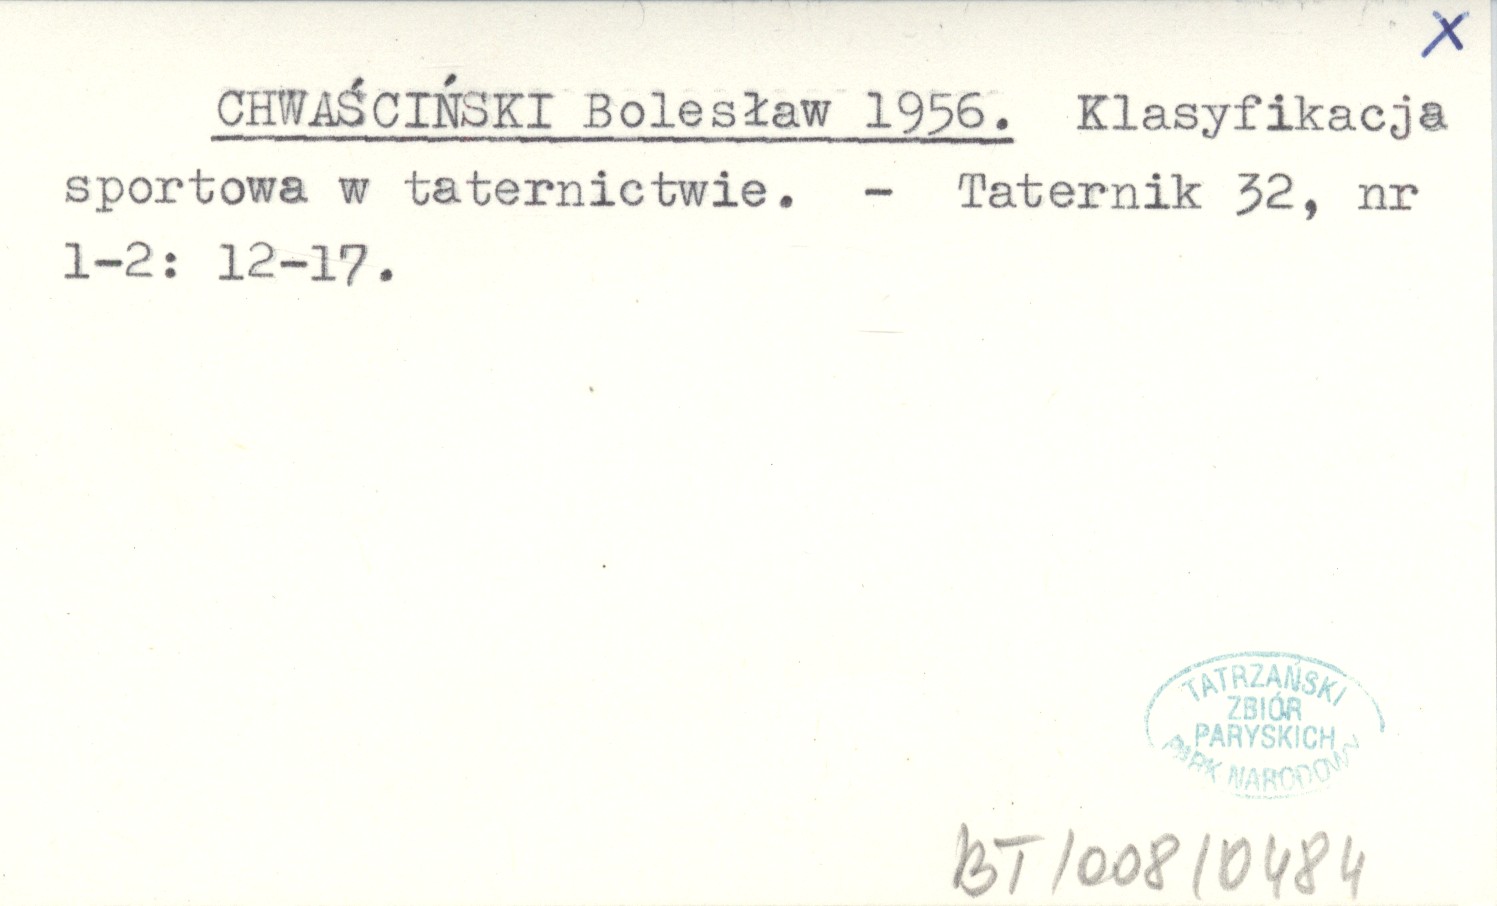 X
CHWAŚCIŃSKI Bolesław 1956. Klasyfikacja
sportowa w taternictwie. - Taternik 32, nr
1-2: 12-17.
TATRZAŃSKI
ZBIÓR
PARYSKICH
PARK NARODOWY
BT/008/0484